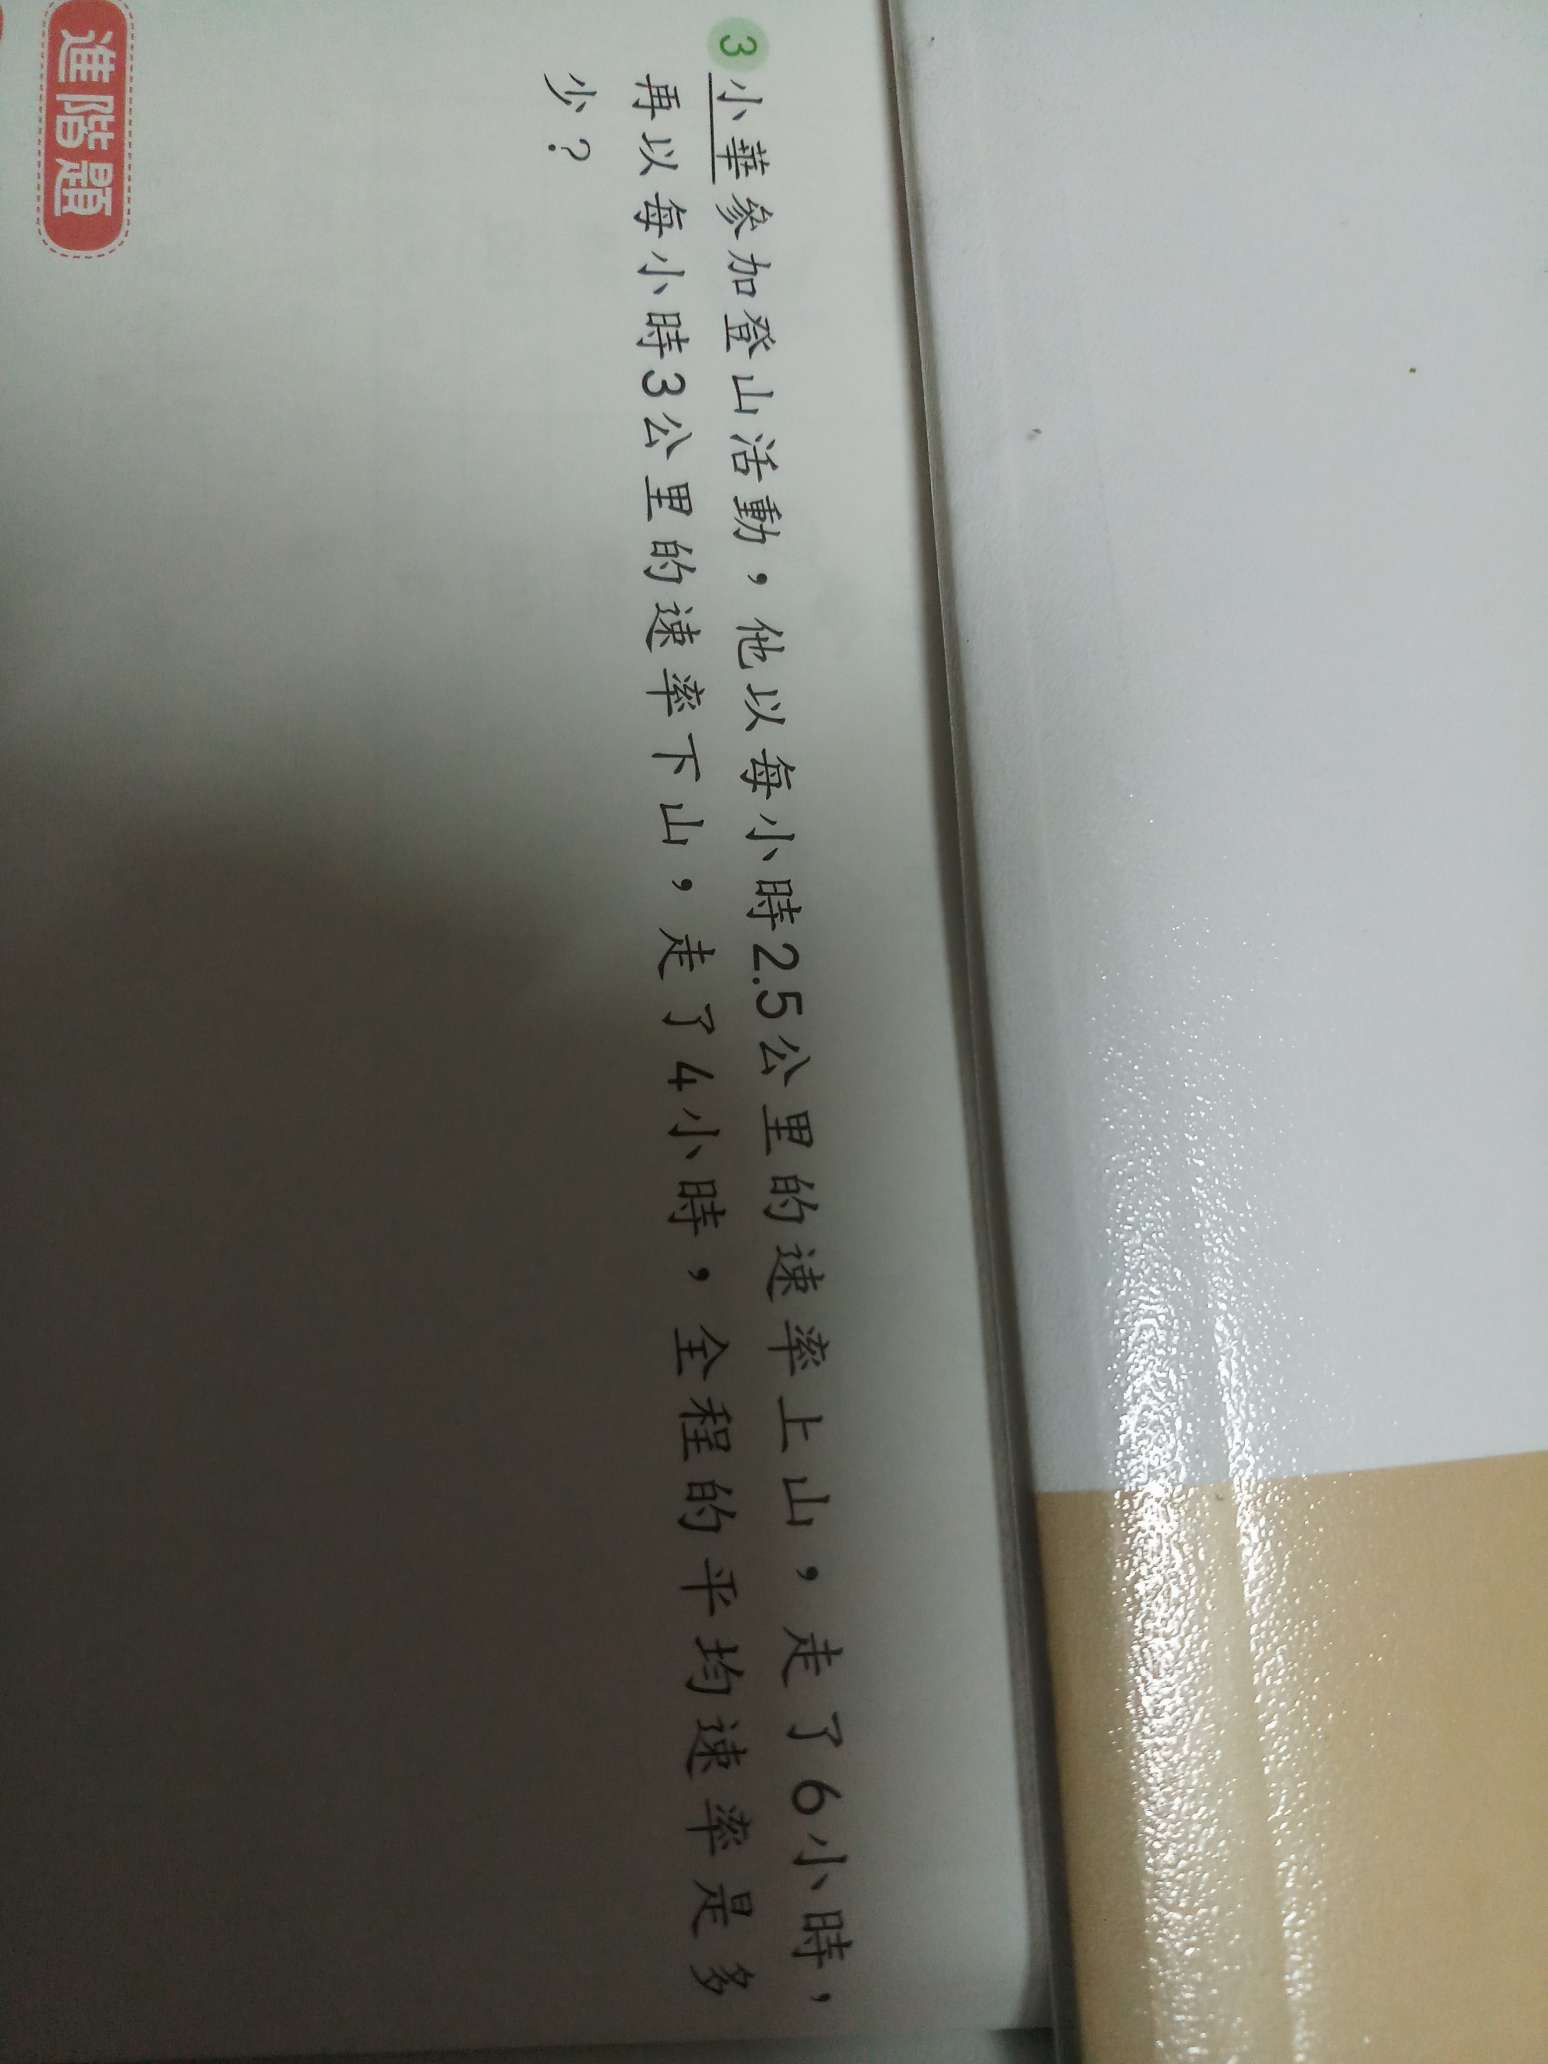 3 小華參加登山活動，他以每小時2.5公里的速率上山，走了6小時，
再以每小時3公里的速率下山，走了4小時，全程的平均速率是多
少？
進階題